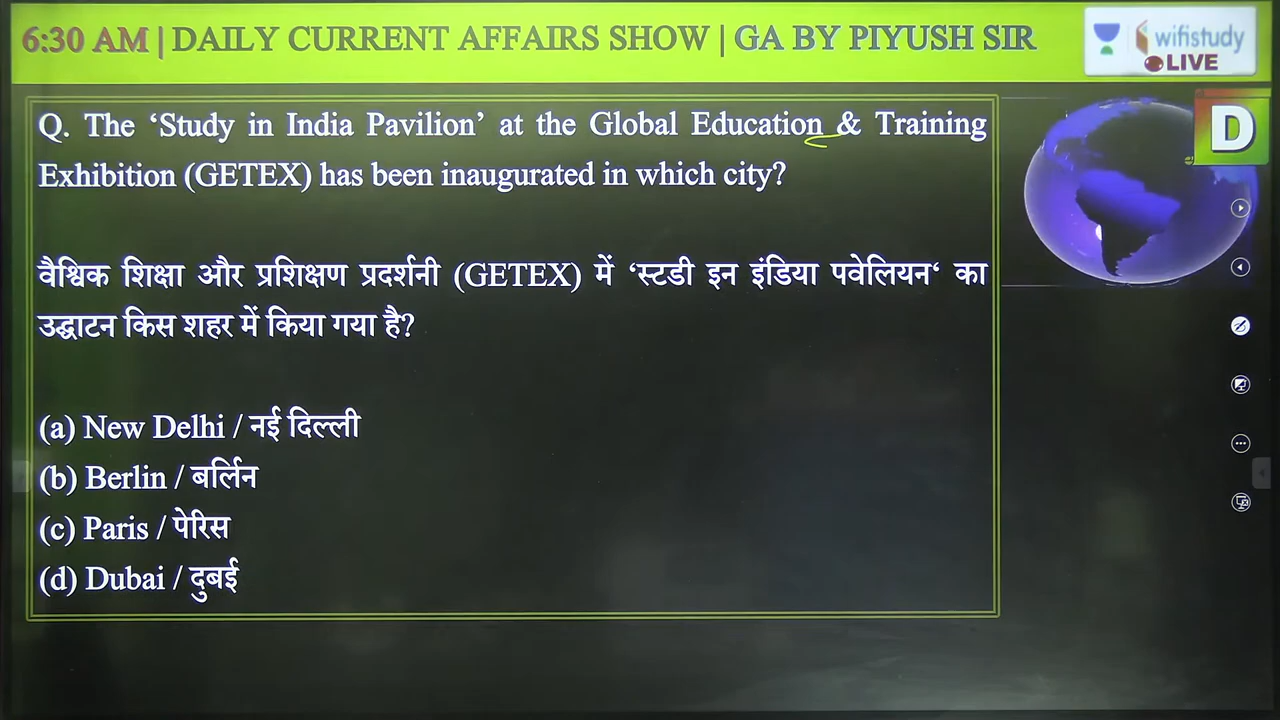 6:30 AM | DAILY CURRENT AFFAIRS SHOW | GA BY PIYUSH SIR
wifistudy
LIVE
D
Q. The ‘Study in India Pavilion’ at the Global Education & Training
Exhibition (GETEX) has been inaugurated in which city?
वैश्विक शिक्षा और प्रशिक्षण प्रदर्शनी (GETEX) में ‘स्टडी इन इंडिया पवेलियन‘ का
उद्घाटन किस शहर में किया गया है?
(a) New Delhi / नई दिल्ली
(b) Berlin / बर्लिन
(c) Paris / पेरिस
(d) Dubai / दुबई